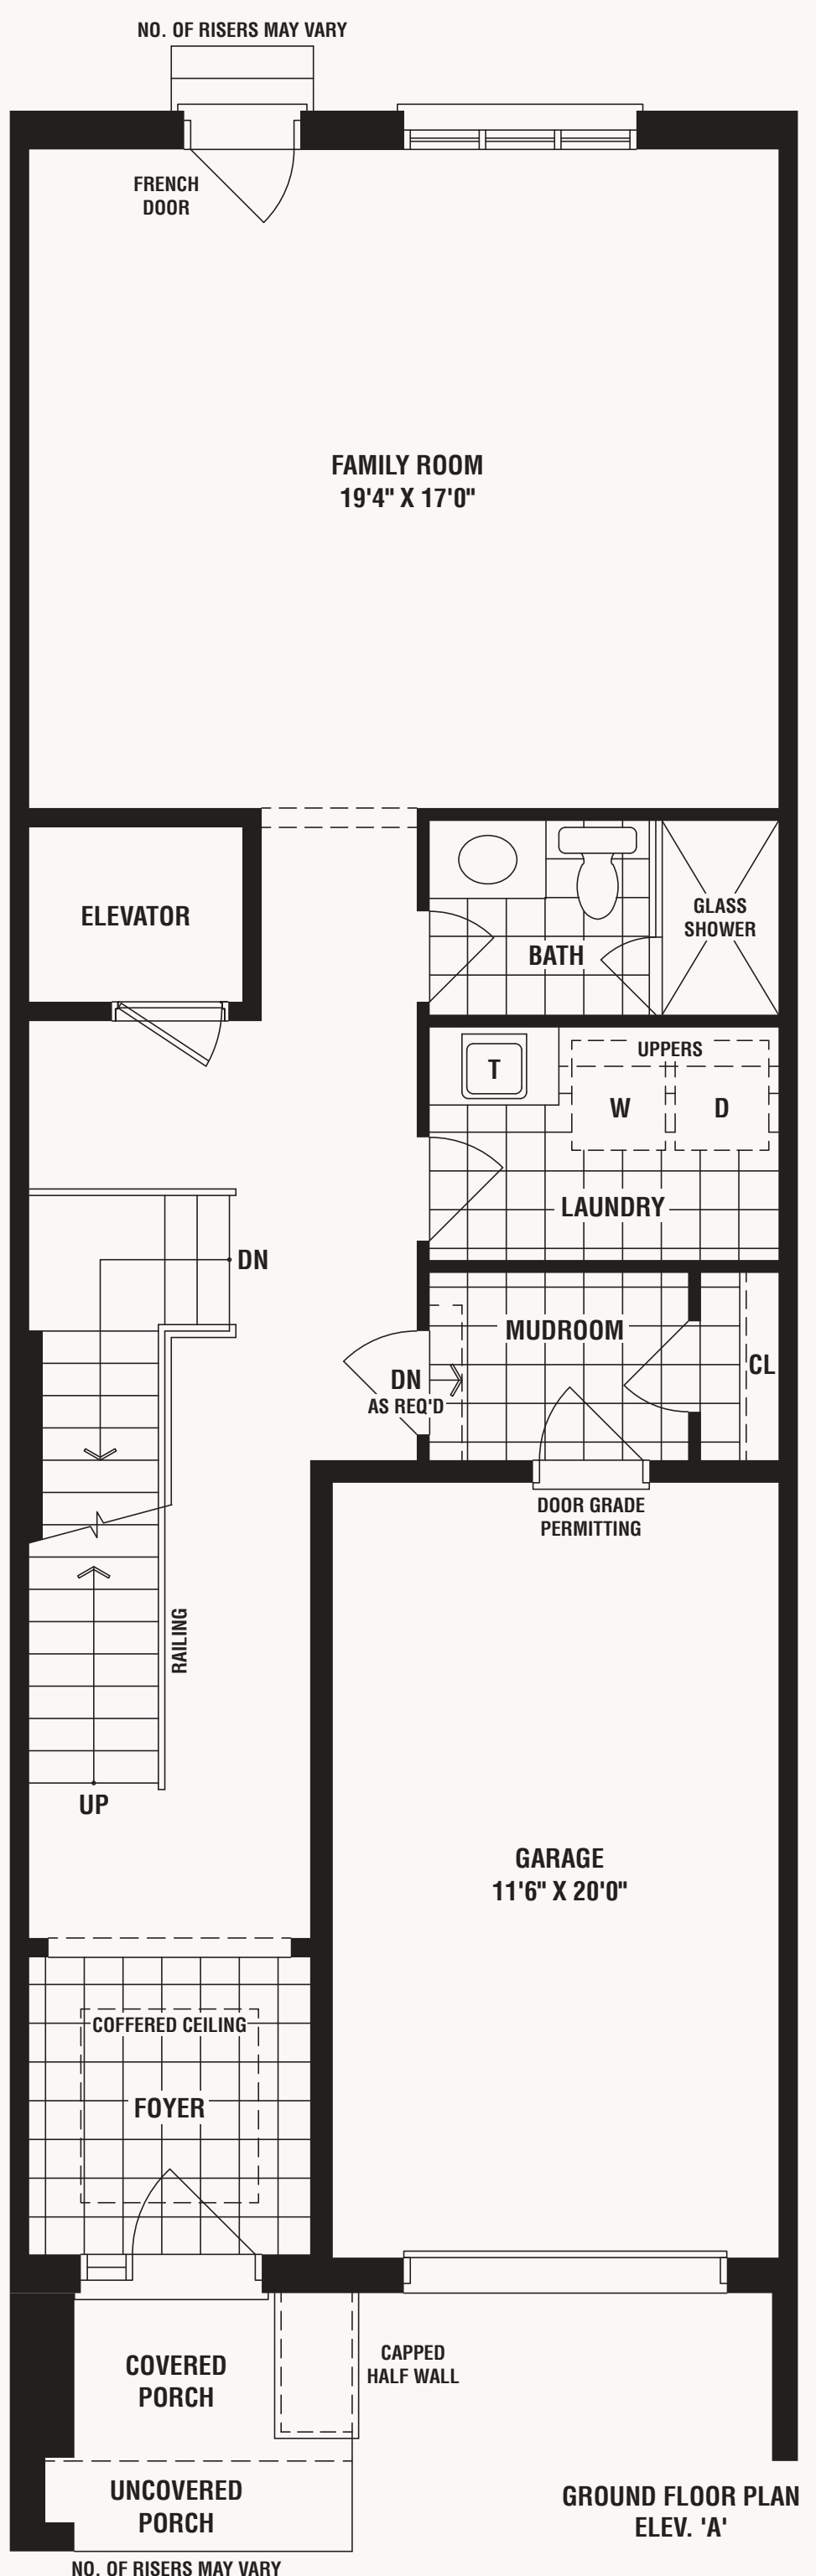 NO. OF RISERS MAY VARY
FRENCH
DOOR
FAMILY ROOM
19'4" X 17'0"
ELEVATOR
GLASS
SHOWER
BATH
UPPERS
T
W
D
LAUNDRY
DN
MUDROOM
CL
DN
AS REQ'D
DOOR GRADE
PERMITTING
RAILING
UP
GARAGE
11'6" X 20'0"
COFFERED CEILING
FOYER
CAPPED
HALF WALL
COVERED
PORCH
UNCOVERED
PORCH
GROUND FLOOR PLAN
ELEV. 'A'
NO. OF RISERS MAY VARY